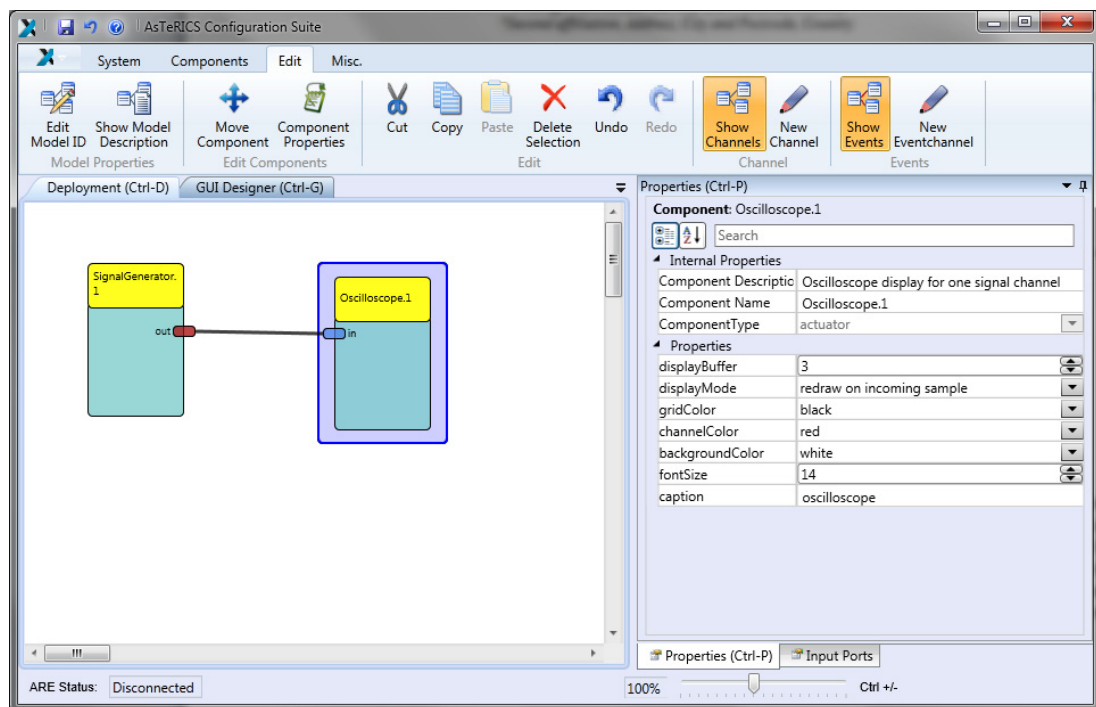 AsTeRICS Configuration Suite
System Components Edit Misc.
Edit Model ID
Show Model Description
Model Properties
Move Component
Component Properties
Edit Components
Cut
Copy
Paste
Delete Selection
Undo
Redo
Edit
Show Channels
New Channel
Channel
Show Events
New Eventchannel
Events
Deployment (Ctrl-D)
GUI Designer (Ctrl-G)
SignalGenerator.
1
out
Oscilloscope.1
in
Properties (Ctrl-P)
Component: Oscilloscope.1
Search
Internal Properties
Component Descriptio Oscilloscope display for one signal channel
Component Name Oscilloscope.1
ComponentType actuator
Properties
displayBuffer 3
displayMode redraw on incoming sample
gridColor black
channelColor red
backgroundColor white
fontSize 14
caption oscilloscope
Properties (Ctrl-P)
Input Ports
ARE Status: Disconnected
100%
Ctrl +/-